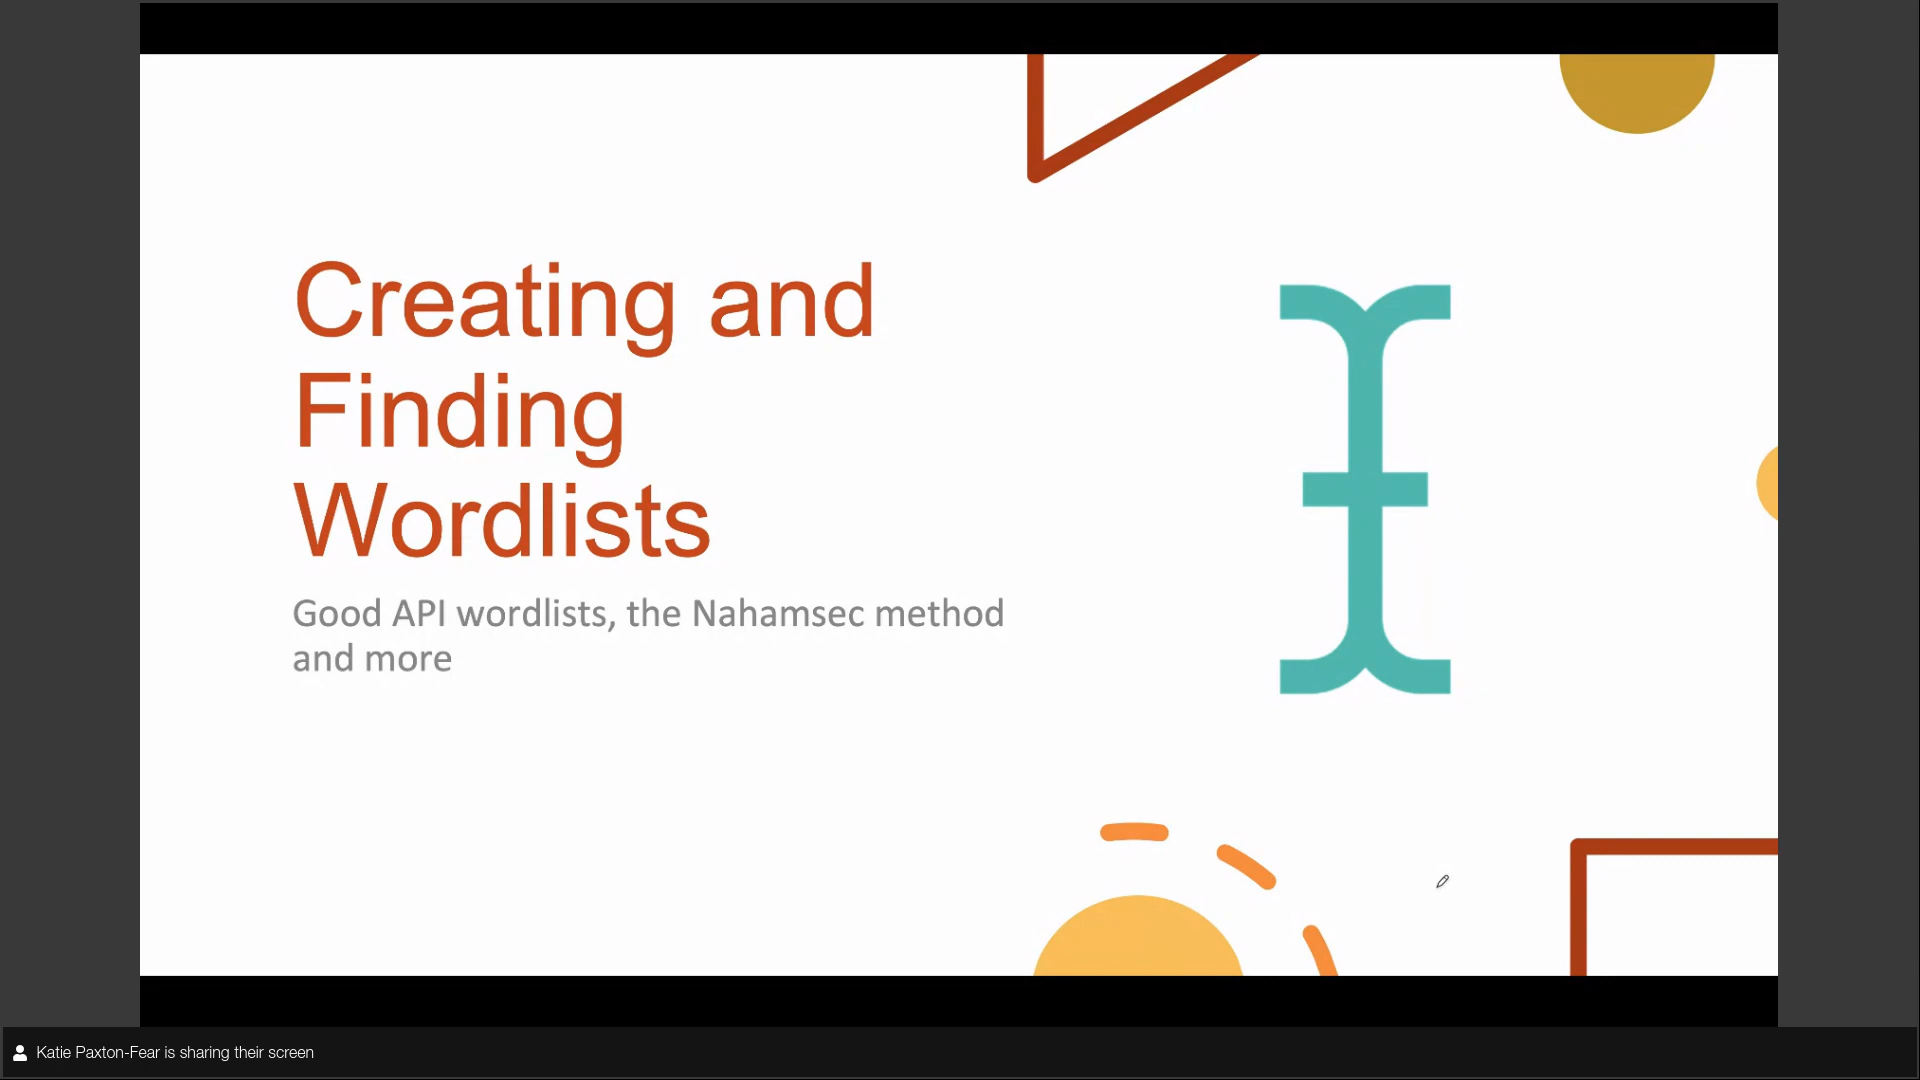 Creating and
Finding
Wordlists
Good API wordlists, the Nahamsec method
and more
Katie Paxton-Fear is sharing their screen